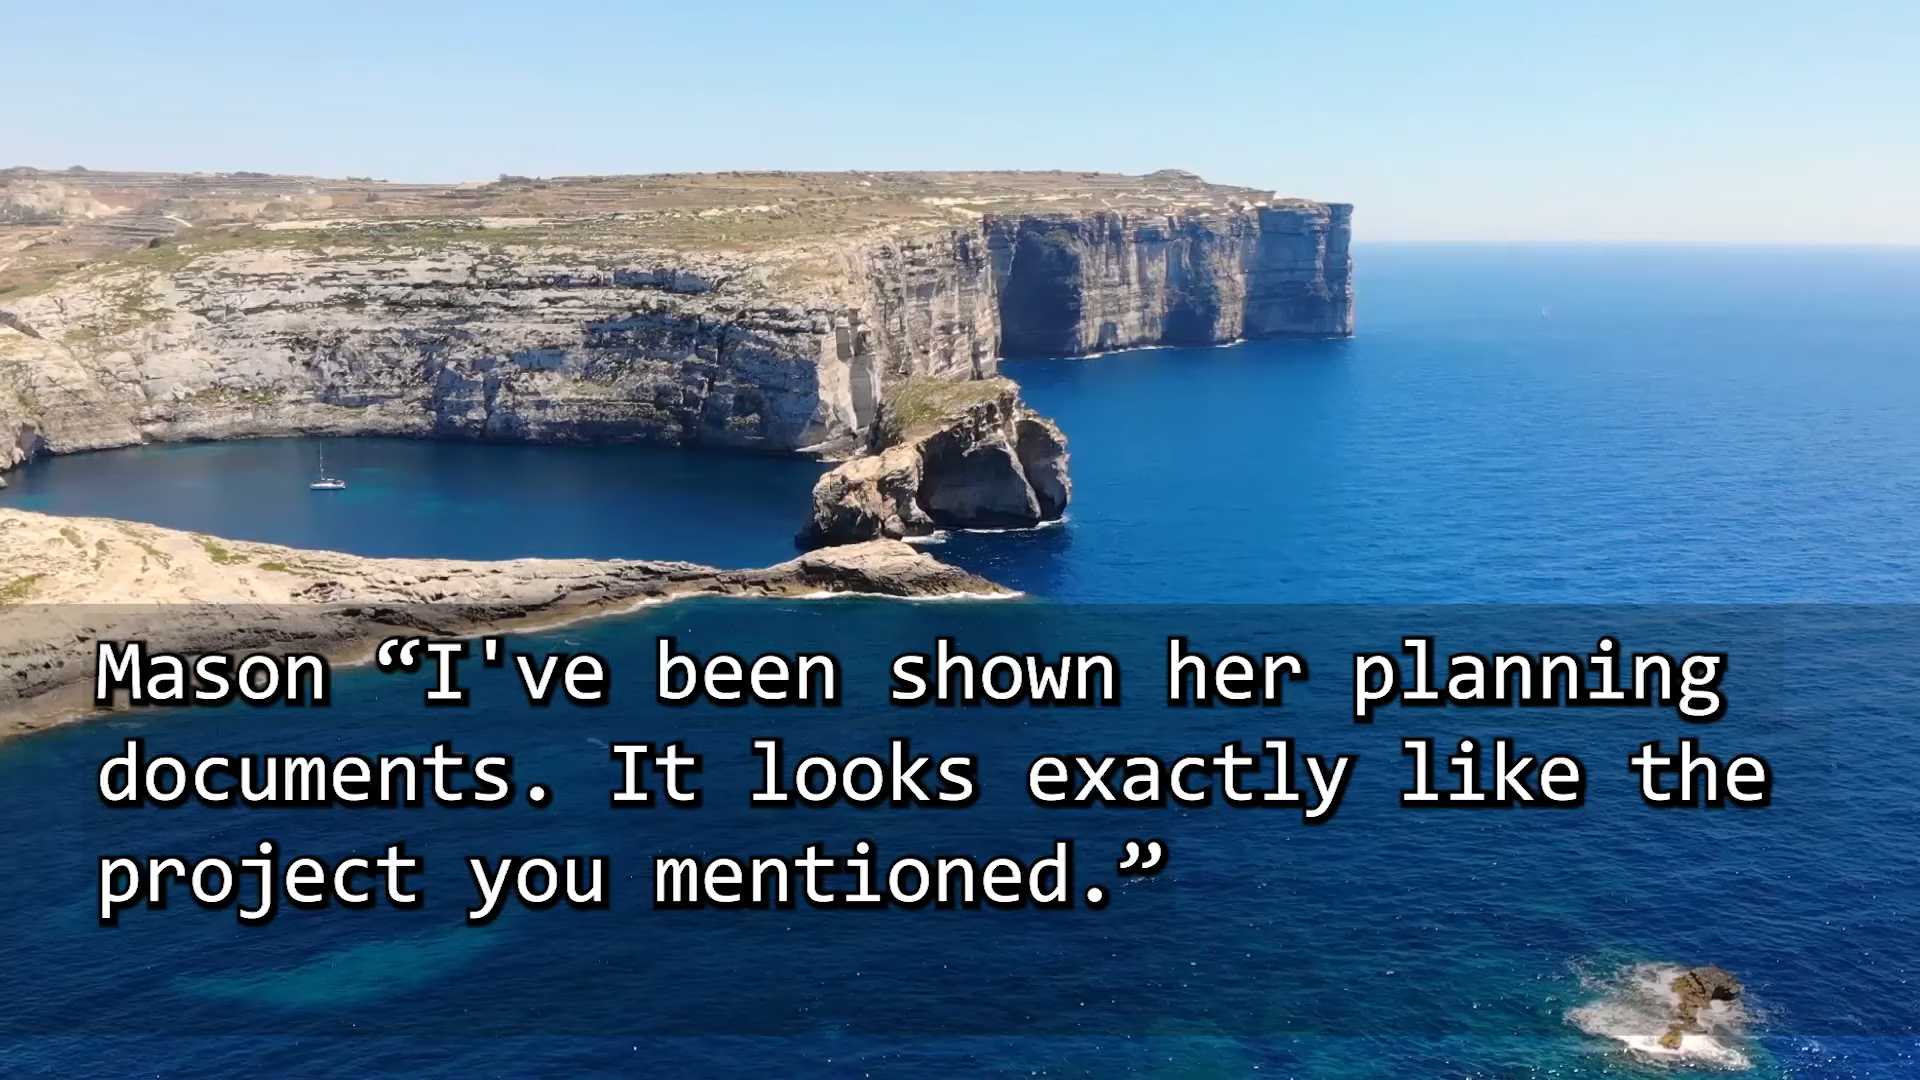 Mason “I've been shown her planning
documents. It looks exactly like the
project you mentioned.”